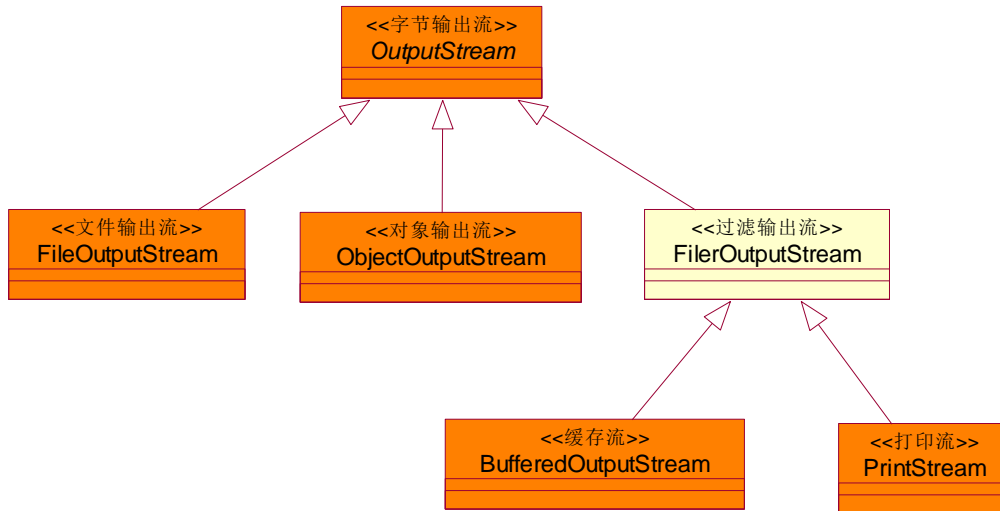 <<字节输出流>>
OutputStream
<<文件输出流>>
FileOutputStream
<<对象输出流>>
ObjectOutputStream
<<过滤输出流>>
FilerOutputStream
<<缓存流>>
BufferedOutputStream
<<打印流>>
PrintStream